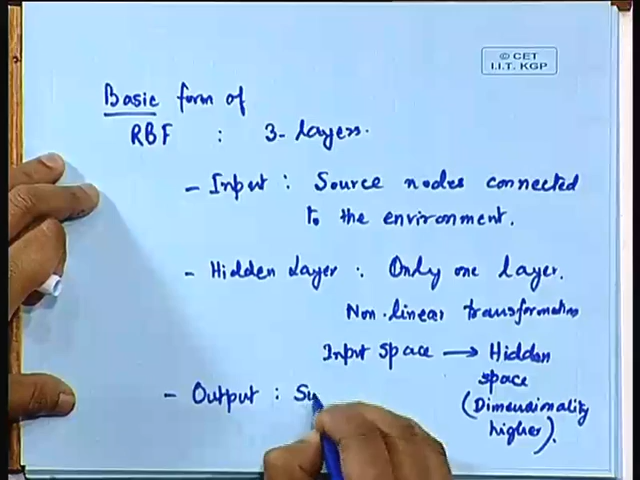 © CET
I.I.T. KGP
Basic form of
RBF : 3- layers.
- Input : Source nodes connected
to the environment.
- Hidden Layer : Only one layer.
Non-linear transformation
Input space → Hidden
space
(Dimensionality
higher).
- Output : Su